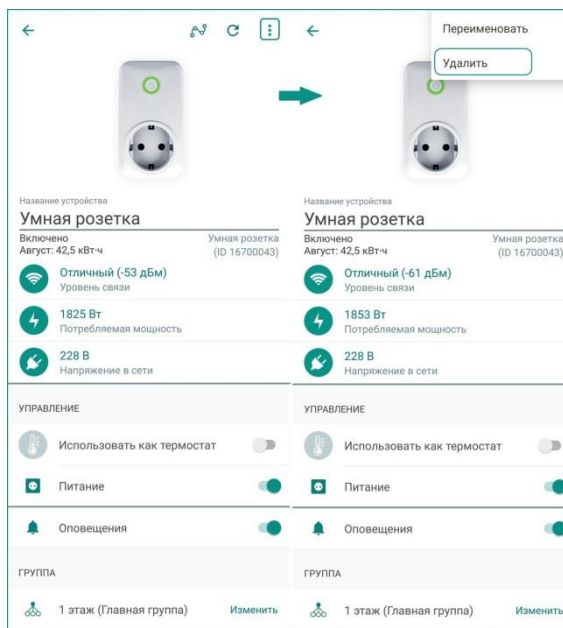 Название устройства
Умная розетка
Включено
Август: 42,5 кВт·ч
Умная розетка
(ID 16700043)
Отличный (-53 дБм)
Уровень связи
1825 Вт
Потребляемая мощность
228 В
Напряжение в сети
УПРАВЛЕНИЕ
Использовать как термостат
Питание
Оповещения
ГРУППА
1 этаж (Главная группа)
Изменить
Переименовать
Удалить
Название устройства
Умная розетка
Включено
Август: 42,5 кВт·ч
Умная розетка
(ID 16700043)
Отличный (-61 дБм)
Уровень связи
1853 Вт
Потребляемая мощность
228 В
Напряжение в сети
УПРАВЛЕНИЕ
Использовать как термостат
Питание
Оповещения
ГРУППА
1 этаж (Главная группа)
Изменить